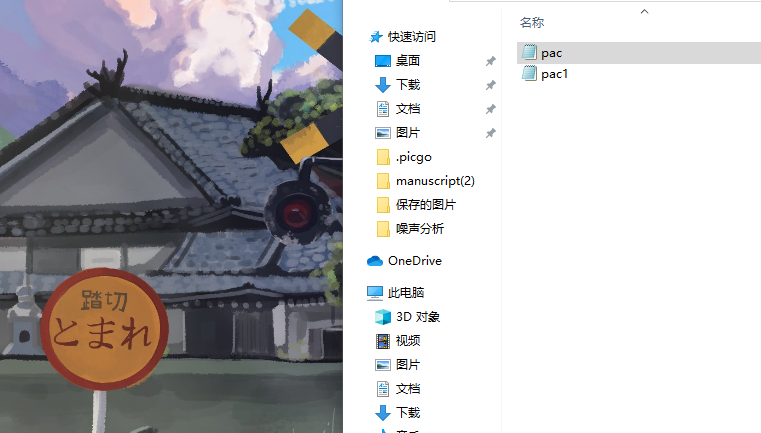 踏切
とまれ
快速访问
桌面
下载
文档
图片
.picgo
manuscript(2)
保存的图片
噪声分析
OneDrive
此电脑
3D 对象
视频
图片
文档
下载
名称
pac
pac1